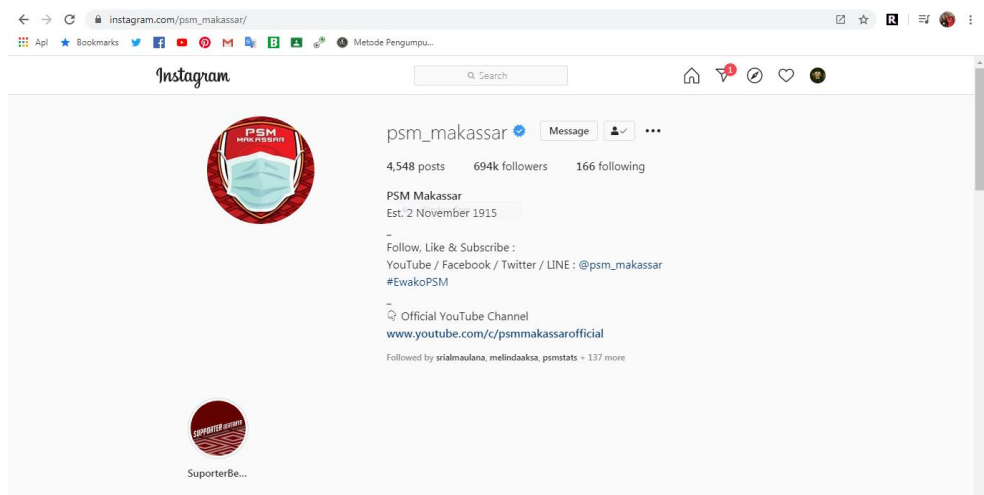 instagram.com/psm_makassar/
Apl
Bookmarks
Metode Pengumpu...
Instagram
Search
1
PSM
MAKASSAR
psm_makassar
Message
4,548 posts 694k followers 166 following
PSM Makassar
Est. 2 November 1915
_
Follow, Like & Subscribe :
YouTube / Facebook / Twitter / LINE : @psm_makassar
#EwakoPSM
_
Official YouTube Channel
www.youtube.com/c/psmmakassarofficial
Followed by srialmaulana, melindaaksa, psmstats + 137 more
SUPPORTER
SuporterBe...